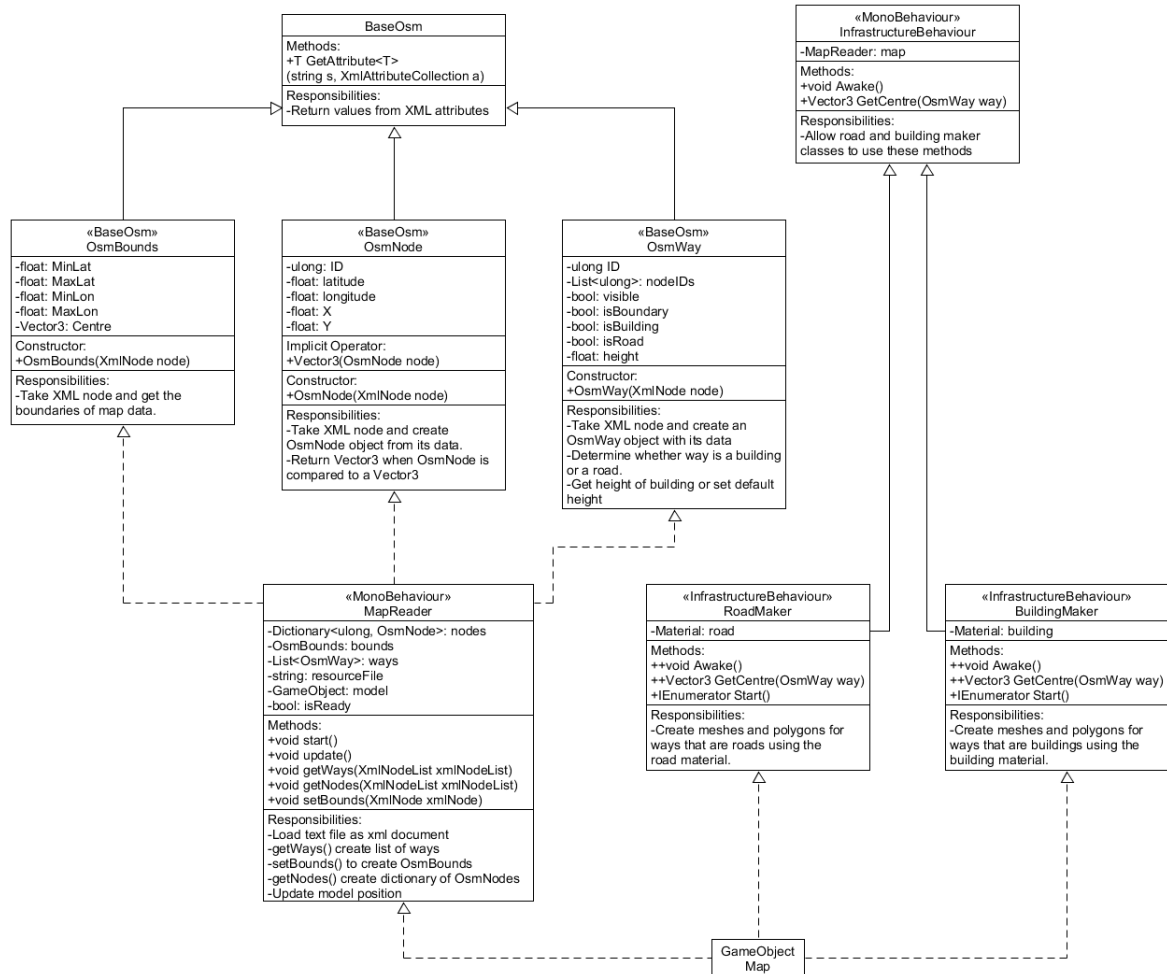 BaseOsm
Methods:
+T GetAttribute<T>
(string s, XmlAttributeCollection a)
Responsibilities:
-Return values from XML attributes
«MonoBehaviour»
InfrastructureBehaviour
-MapReader: map
Methods:
+void Awake()
+Vector3 GetCentre(OsmWay way)
Responsibilities:
-Allow road and building maker
classes to use these methods
«BaseOsm»
OsmBounds
-float: MinLat
-float: MaxLat
-float: MinLon
-float: MaxLon
-Vector3: Centre
Constructor:
+OsmBounds(XmlNode node)
Responsibilities:
-Take XML node and get the
boundaries of map data.
«BaseOsm»
OsmNode
-ulong: ID
-float: latitude
-float: longitude
-float: X
-float: Y
Implicit Operator:
+Vector3(OsmNode node)
Constructor:
+OsmNode(XmlNode node)
Responsibilities:
-Take XML node and create
OsmNode object from its data.
-Return Vector3 when OsmNode is
compared to a Vector3
«BaseOsm»
OsmWay
-ulong ID
-List<ulong>: nodeIDs
-bool: visible
-bool: isBoundary
-bool: isBuilding
-bool: isRoad
-float: height
Constructor:
+OsmWay(XmlNode node)
Responsibilities:
-Take XML node and create an
OsmWay object with its data
-Determine whether way is a building
or a road.
-Get height of building or set default
height
«MonoBehaviour»
MapReader
-Dictionary<ulong, OsmNode>: nodes
-OsmBounds: bounds
-List<OsmWay>: ways
-string: resourceFile
-GameObject: model
-bool: isReady
Methods:
+void start()
+void update()
+void getWays(XmlNodeList xmlNodeList)
+void getNodes(XmlNodeList xmlNodeList)
+void setBounds(XmlNode xmlNode)
Responsibilities:
-Load text file as xml document
-getWays() create list of ways
-setBounds() to create OsmBounds
-getNodes() create dictionary of OsmNodes
-Update model position
«InfrastructureBehaviour»
RoadMaker
-Material: road
Methods:
++void Awake()
++Vector3 GetCentre(OsmWay way)
+IEnumerator Start()
Responsibilities:
-Create meshes and polygons for
ways that are roads using the
road material.
«InfrastructureBehaviour»
BuildingMaker
-Material: building
Methods:
++void Awake()
++Vector3 GetCentre(OsmWay way)
+IEnumerator Start()
Responsibilities:
-Create meshes and polygons for
ways that are buildings using the
building material.
GameObject
Map